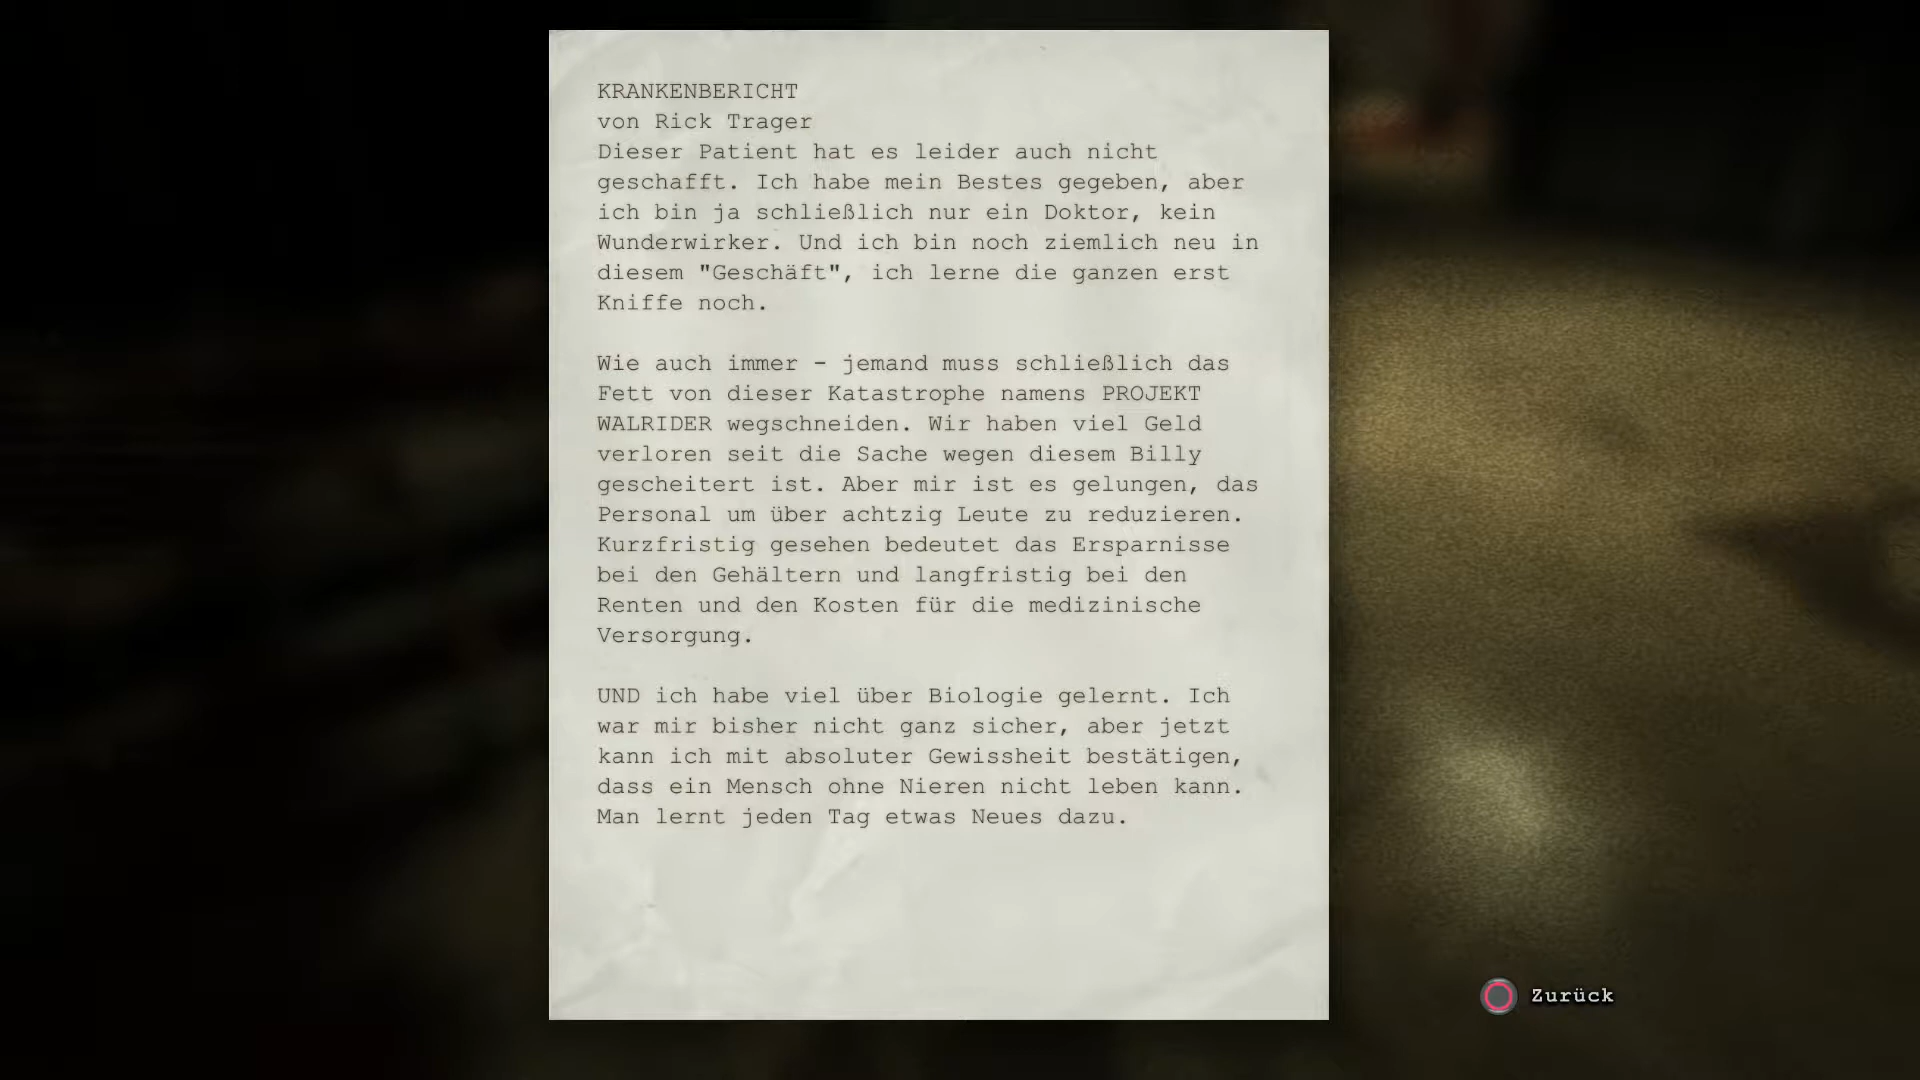 KRANKENBERICHT
von Rick Trager
Dieser Patient hat es leider auch nicht
geschafft. Ich habe mein Bestes gegeben, aber
ich bin ja schließlich nur ein Doktor, kein
Wunderwirker. Und ich bin noch ziemlich neu in
diesem "Geschäft", ich lerne die ganzen erst
Kniffe noch.
Wie auch immer - jemand muss schließlich das
Fett von dieser Katastrophe namens PROJEKT
WALRIDER wegschneiden. Wir haben viel Geld
verloren seit die Sache wegen diesem Billy
gescheitert ist. Aber mir ist es gelungen, das
Personal um über achtzig Leute zu reduzieren.
Kurzfristig gesehen bedeutet das Ersparnisse
bei den Gehältern und langfristig bei den
Renten und den Kosten für die medizinische
Versorgung.
UND ich habe viel über Biologie gelernt. Ich
war mir bisher nicht ganz sicher, aber jetzt
kann ich mit absoluter Gewissheit bestätigen,
dass ein Mensch ohne Nieren nicht leben kann.
Man lernt jeden Tag etwas Neues dazu.
Zurück